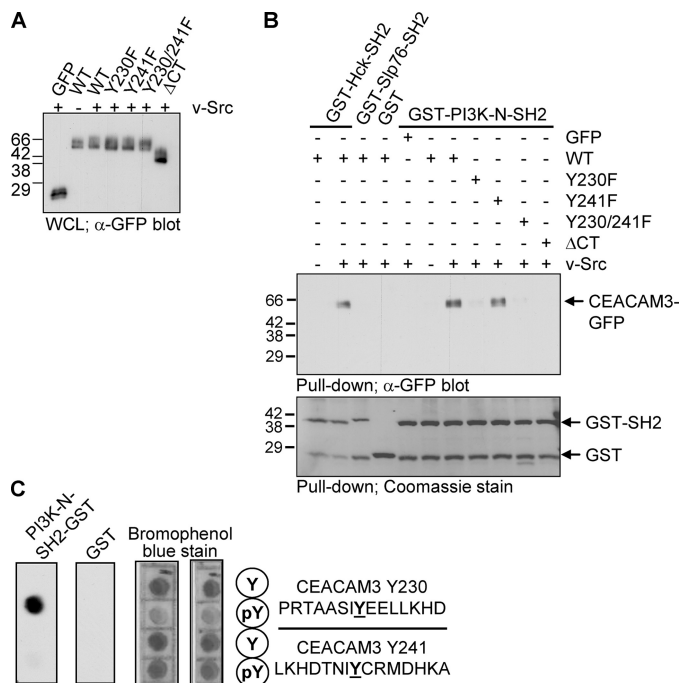 A
GFP
WT
WT
Y230F
Y241F
Y230/241F
ΔCT
+ - + + + + + v-Src
66
42
38
29
WCL; α-GFP blot
B
GST-Hck-SH2
GST-Slp76-SH2
GST
GST-PI3K-N-SH2
- - - - + - - - - - - GFP
+ + + + - + + - - - - WT
- - - - - - - + - - - Y230F
- - - - - - - - + - - Y241F
- - - - - - - - - + - Y230/241F
- - - - - - - - - - + ΔCT
- + + + + - + + + + + v-Src
66
42
38
29
CEACAM3-
GFP
Pull-down; α-GFP blot
42
38
29
GST-SH2
GST
Pull-down; Coomassie stain
C
PI3K-N-
SH2-GST
GST
Bromophenol
blue stain
Y
pY
Y
pY
CEACAM3 Y230
PRTAASIYEELLKHD
CEACAM3 Y241
LKHDTNIYCRMDHKA